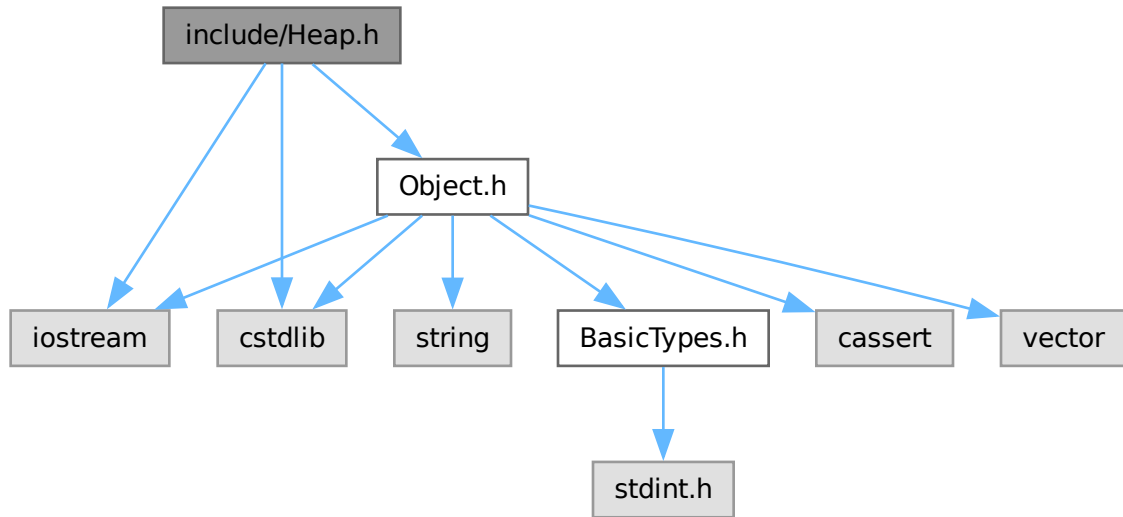 include/Heap.h
Object.h
iostream
cstdlib
string
BasicTypes.h
cassert
vector
stdint.h